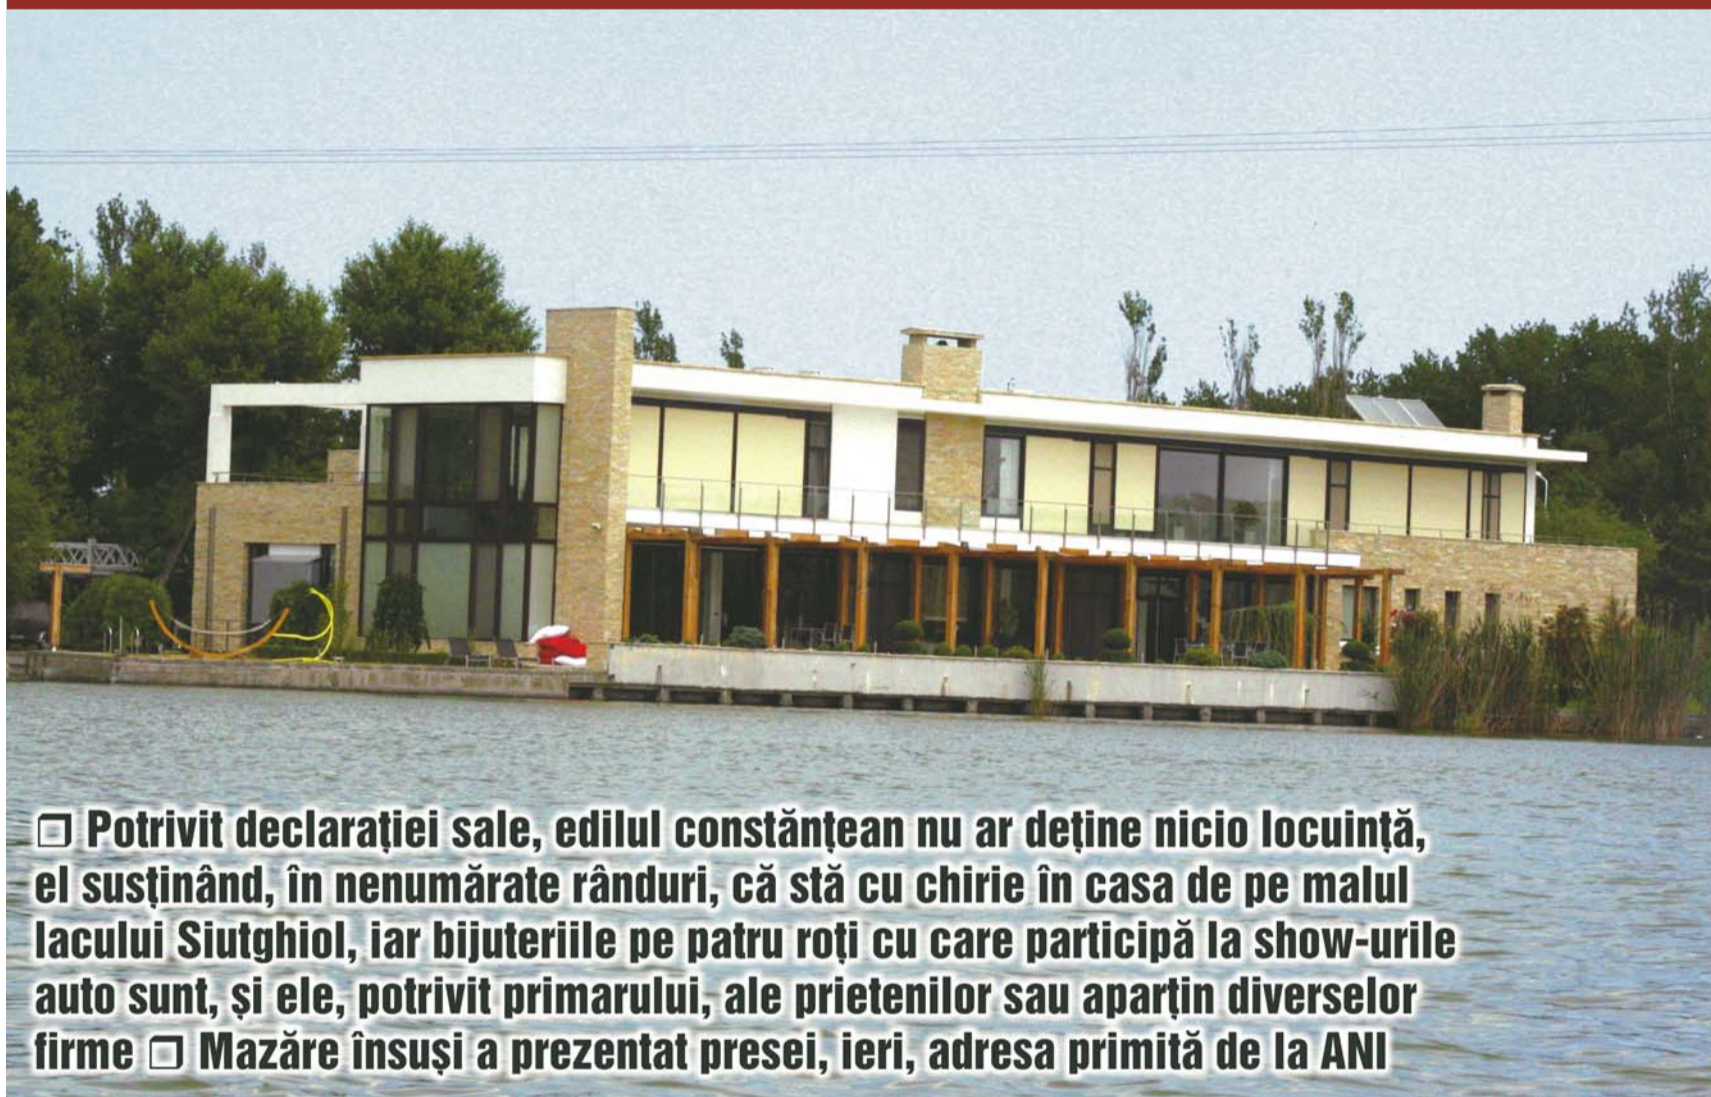 ❐ Potrivit declarației sale, edilul constănțean nu ar deține nicio locuință,
el susținând, în nenumărate rânduri, că stă cu chirie în casa de pe malul
lacului Siutghiol, iar bijuteriile pe patru roți cu care participă la show-urile
auto sunt, și ele, potrivit primarului, ale prietenilor sau aparțin diverselor
firme ❐ Mazăre însuși a prezentat presei, ieri, adresa primită de la ANI